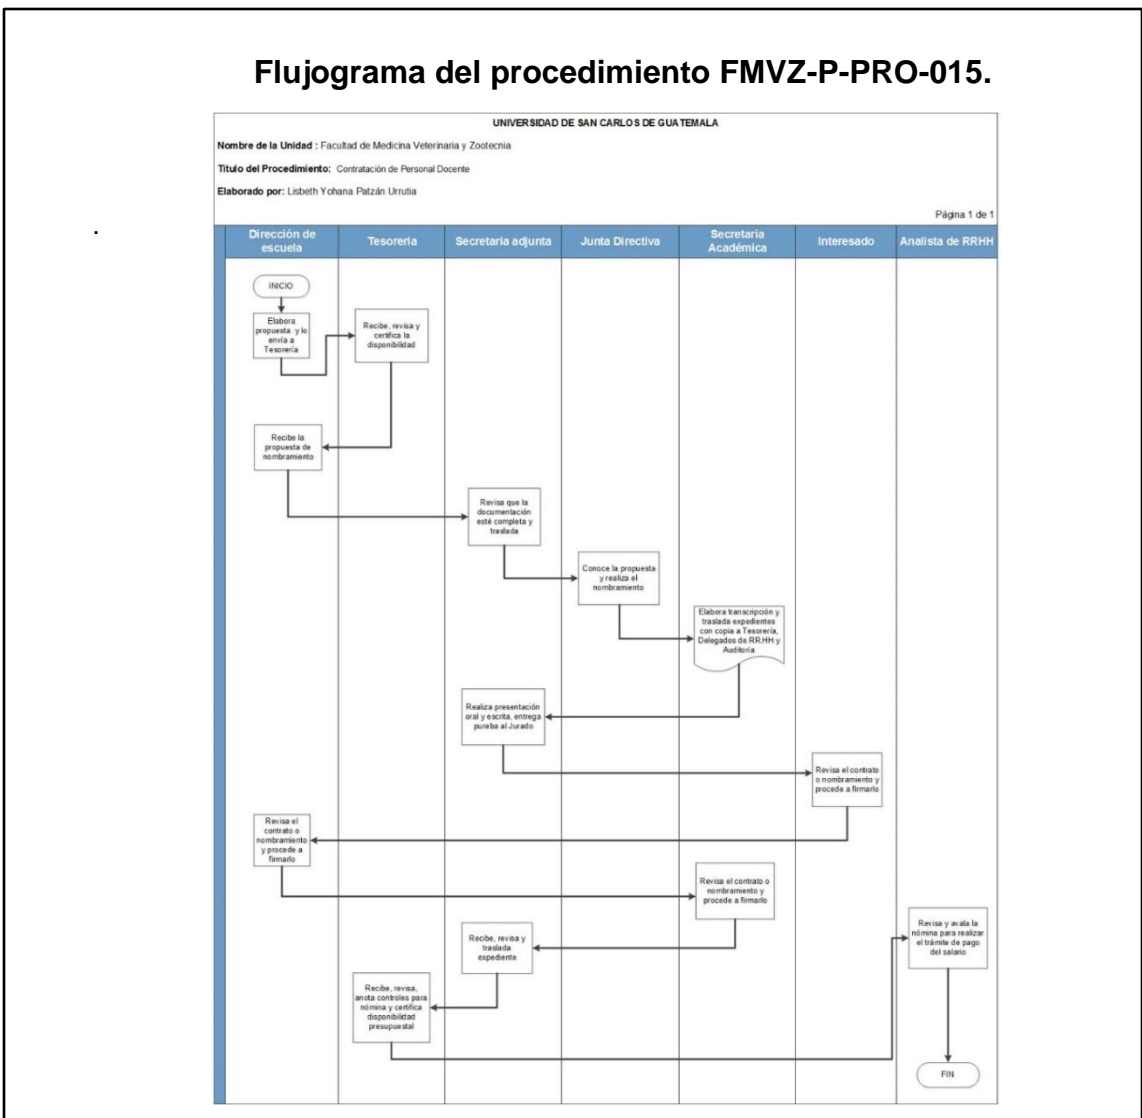 Flujograma del procedimiento FMVZ-P-PRO-015.
UNIVERSIDAD DE SAN CARLOS DE GUATEMALA
Nombre de la Unidad : Facultad de Medicina Veterinaria y Zootecnia
Titulo del Procedimiento: Contratación de Personal Docente
Elaborado por: Lisbeth Yohana Patzán Urrutia
Página 1 de 1
.
Dirección de
escuela
Tesorería
Secretaria adjunta
Junta Directiva
Secretaria
Académica
Interesado
Analista de RRHH
INICIO
Elabora
propuesta y lo
envía a
Tesorería
Recibe, revisa y
certifica la
disponibilidad
Recibe la
propuesta de
nombramiento
Revisa que la
documentación
esté completa y
traslada
Conoce la propuesta
y realiza el
nombramiento
Elabora transcripción y
traslada expedientes
con copia a Tesorería,
Delegados de RR.HH y
Auditoría
Realiza presentación
oral y escrita, entrega
pureba al Jurado
Revisa el contrato
o nombramiento y
procede a firmarlo
Revisa el
contrato o
nombramiento
y procede a
firmarlo
Revisa el contrato o
nombramiento y
procede a firmarlo
Recibe, revisa y
traslada
expediente
Revisa y avala la
nómina para realizar
el trámite de pago
del salario
Recibe, revisa,
anota controles para
nómina y certifica
disponibilidad
presupuestal
FIN